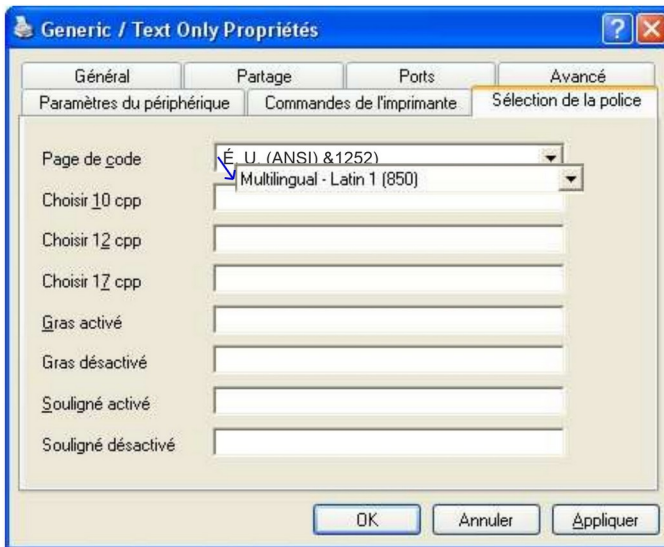 Generic / Text Only Propriétés
Général Partage Ports Avancé
Paramètres du périphérique Commandes de l'imprimante Sélection de la police
Page de code É. U. (ANSI) &1252)
Multilingual - Latin 1 (850)
Choisir 10 cpp
Choisir 12 cpp
Choisir 17 cpp
Gras activé
Gras désactivé
Souligné activé
Souligné désactivé
OK Annuler Appliquer